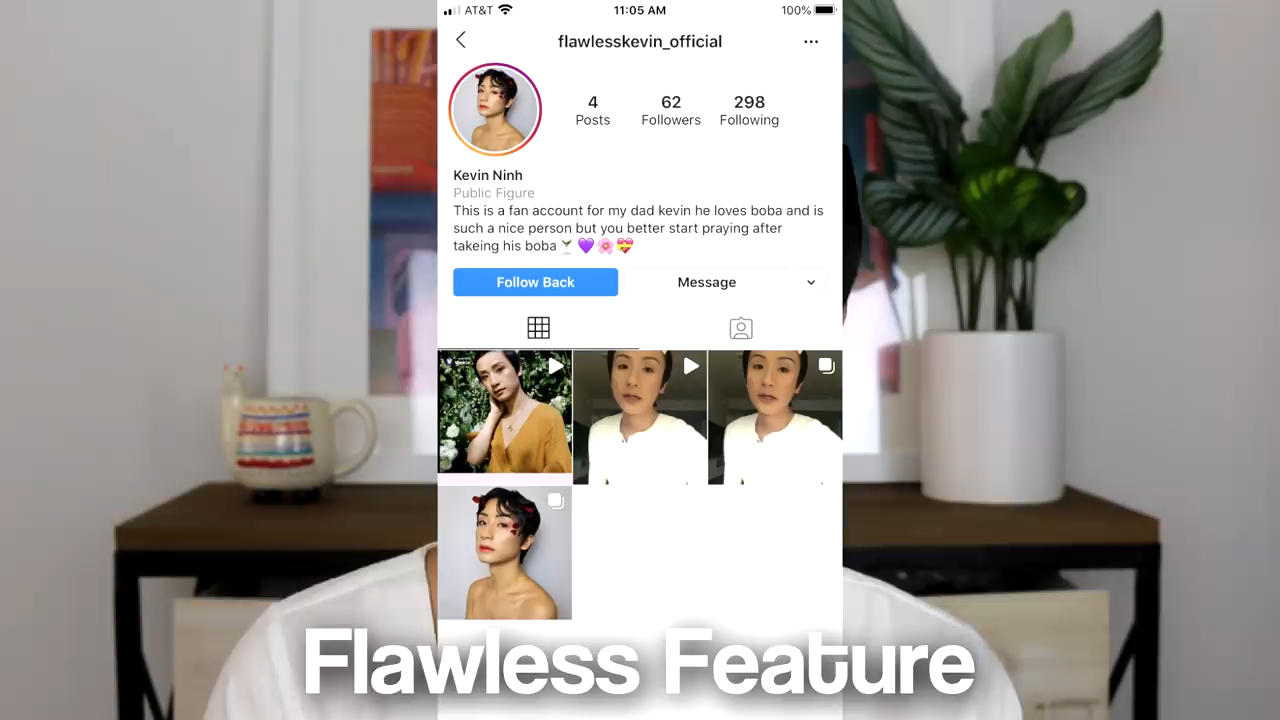 AT&T 11:05 AM 100%
flawlesskevin_official
4 62 298
Posts Followers Following
Kevin Ninh
Public Figure
This is a fan account for my dad kevin he loves boba and is
such a nice person but you better start praying after
takeing his boba 🍸💜🌸💝
Follow Back Message
Flawless Feature